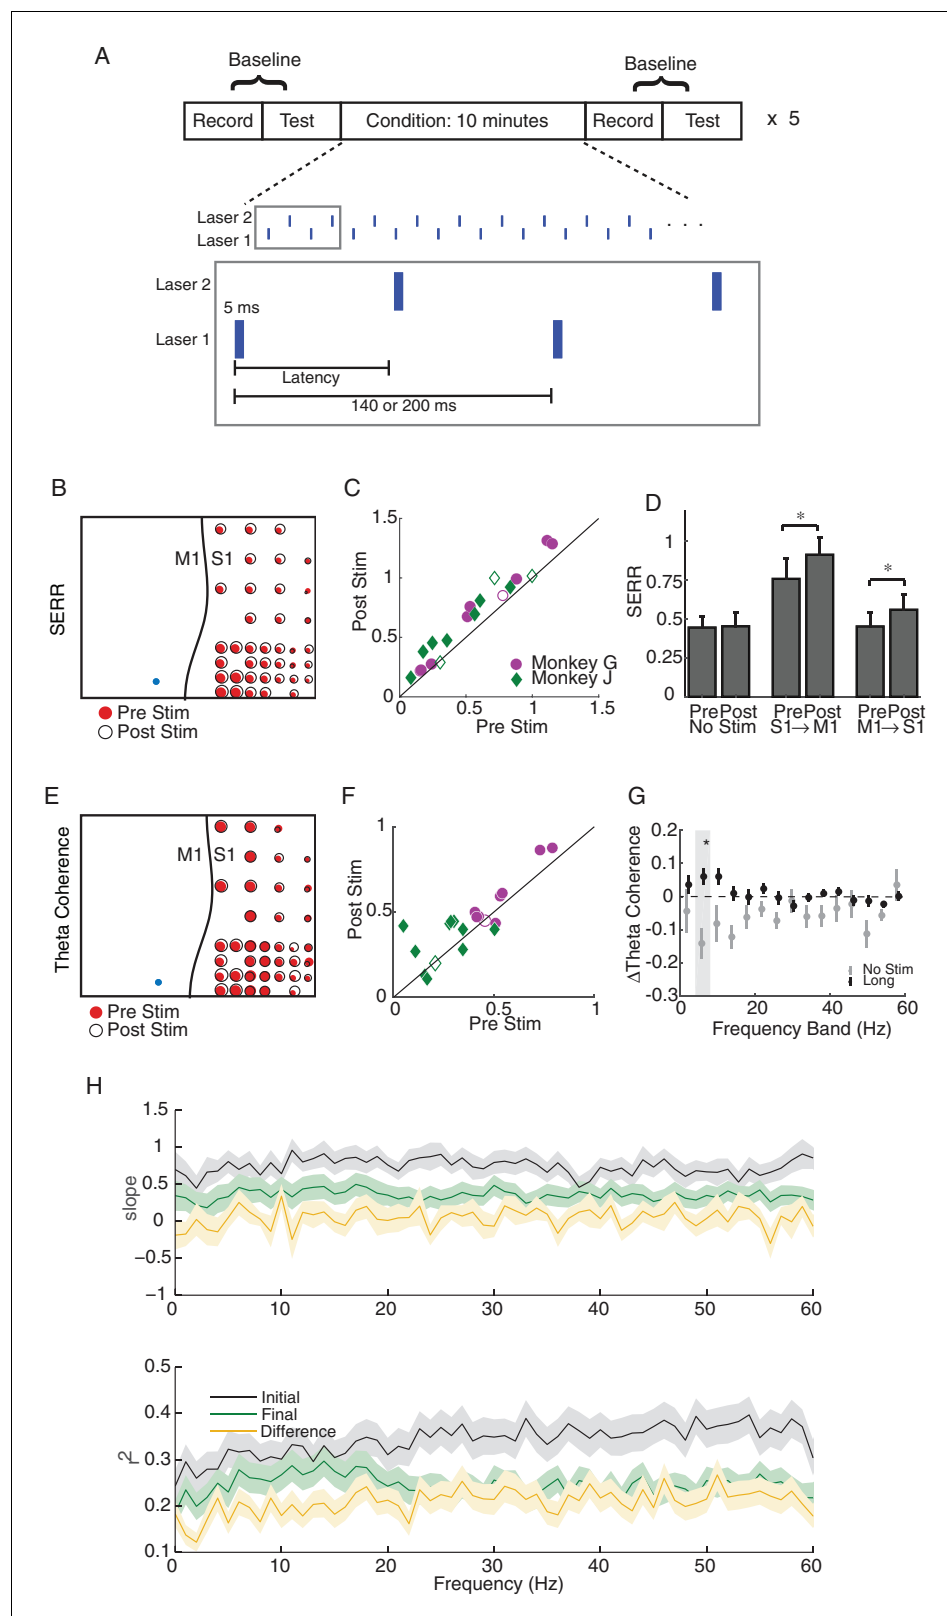 A
Baseline
Baseline
Record
Test
Condition: 10 minutes
Record
Test
x 5
Laser 2
Laser 1
. . .
Laser 2
5 ms
Laser 1
Latency
140 or 200 ms
B
SERR
M1
S1
Pre Stim
Post Stim
C
Post Stim
1.5
1
0.5
0
0
0.5
1
1.5
Pre Stim
Monkey G
Monkey J
D
SERR
1
0.75
0.5
0.25
0
*
*
Pre Post
No Stim
Pre Post
S1→M1
Pre Post
M1→S1
E
Theta Coherence
M1
S1
Pre Stim
Post Stim
F
Post Stim
1
0.5
0
0
0.5
1
Pre Stim
G
ΔTheta Coherence
0.2
0.1
0
-0.1
-0.2
-0.3
*
No Stim
Long
0
20
40
60
Frequency Band (Hz)
H
slope
1.5
1
0.5
0
−0.5
−1
0
10
20
30
40
50
60
r2
0.5
0.4
0.3
0.2
0.1
Initial
Final
Difference
0
10
20
30
40
50
60
Frequency (Hz)